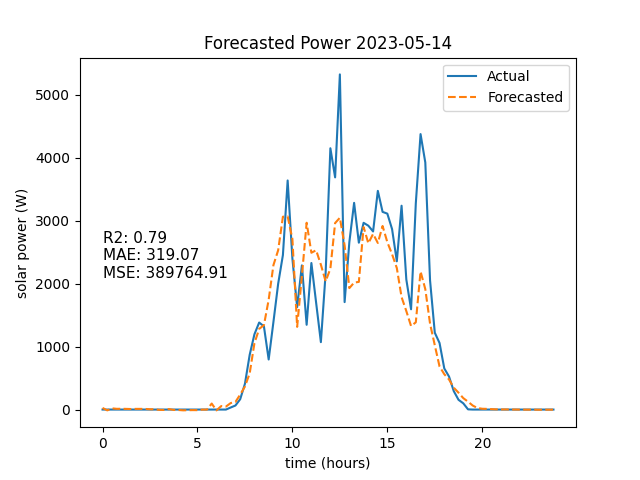 Forecasted Power 2023-05-14
Actual
Forecasted
5000
4000
3000
2000
1000
0
solar power (W)
R2: 0.79
MAE: 319.07
MSE: 389764.91
0 5 10 15 20
time (hours)